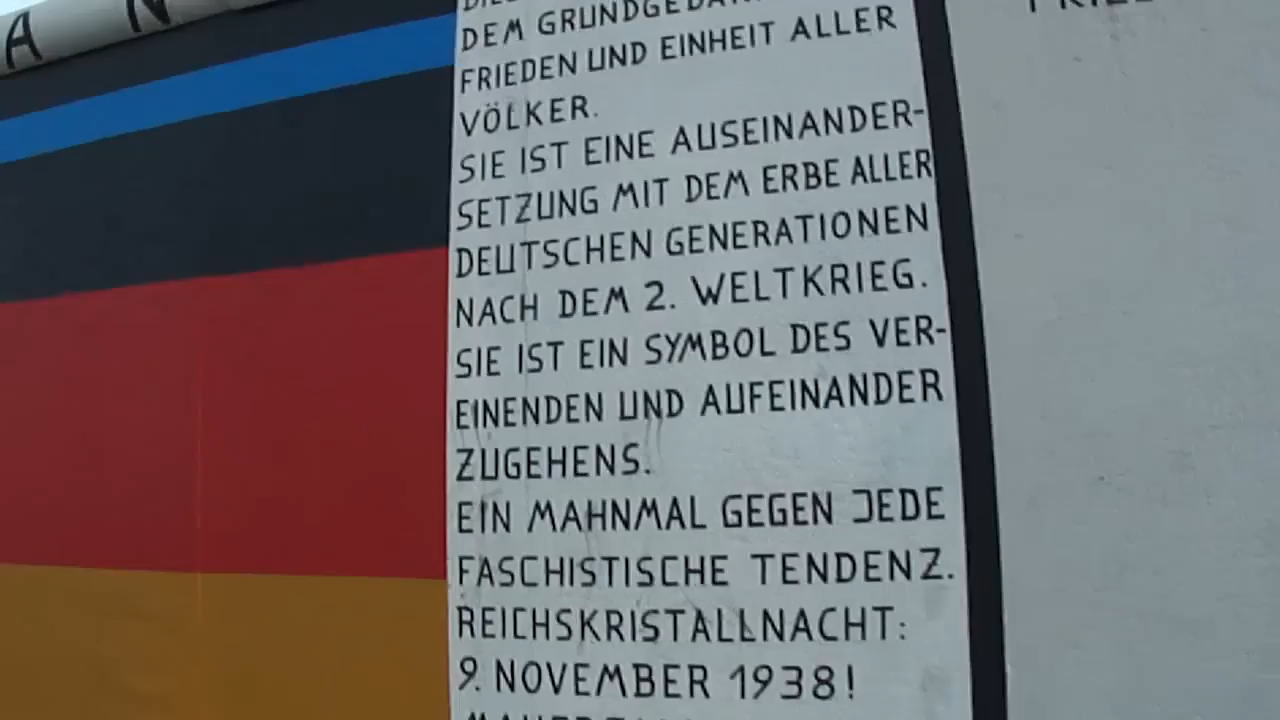 A N
DEM GRUNDGEDAN
FRIEDEN UND EINHEIT ALLER
VÖLKER.
SIE IST EINE AUSEINANDER-
SETZUNG MIT DEM ERBE ALLER
DEUTSCHEN GENERATIONEN
NACH DEM 2. WELTKRIEG.
SIE IST EIN SYMBOL DES VER-
EINENDEN UND AUFEINANDER
ZUGEHENS.
EIN MAHNMAL GEGEN JEDE
FASCHISTISCHE TENDENZ.
REICHSKRISTALLNACHT:
9. NOVEMBER 1938!